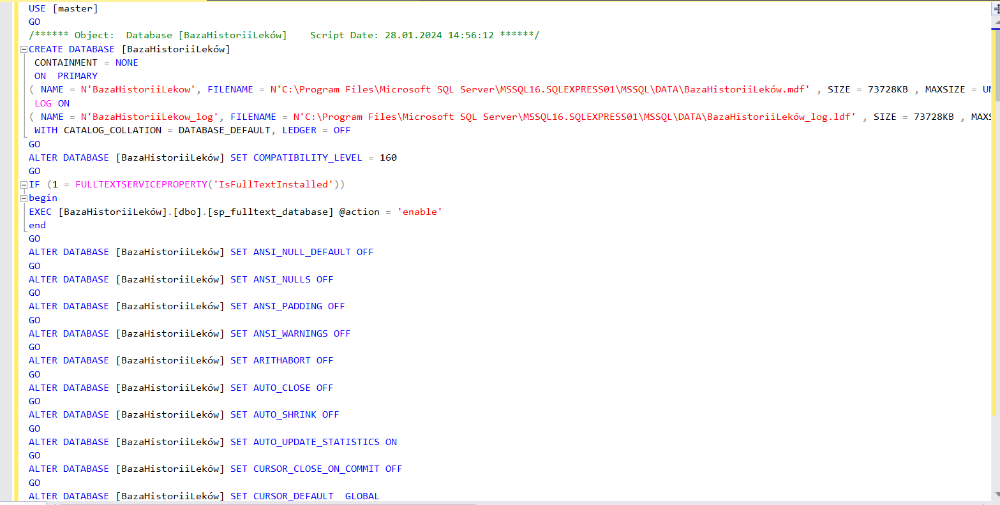 USE [master]
GO
/****** Object:  Database [BazaHistoriiLeków]    Script Date: 28.01.2024 14:56:12 ******/
CREATE DATABASE [BazaHistoriiLeków]
 CONTAINMENT = NONE
 ON  PRIMARY
( NAME = N'BazaHistoriiLekow', FILENAME = N'C:\Program Files\Microsoft SQL Server\MSSQL16.SQLEXPRESS01\MSSQL\DATA\BazaHistoriiLeków.mdf' , SIZE = 73728KB , MAXSIZE =
 LOG ON
( NAME = N'BazaHistoriiLekow_log', FILENAME = N'C:\Program Files\Microsoft SQL Server\MSSQL16.SQLEXPRESS01\MSSQL\DATA\BazaHistoriiLeków_log.ldf' , SIZE = 73728KB ,
 WITH CATALOG_COLLATION = DATABASE_DEFAULT, LEDGER = OFF
GO
ALTER DATABASE [BazaHistoriiLeków] SET COMPATIBILITY_LEVEL = 160
GO
IF (1 = FULLTEXTSERVICEPROPERTY('IsFullTextInstalled'))
begin
EXEC [BazaHistoriiLeków].[dbo].[sp_fulltext_database] @action = 'enable'
end
GO
ALTER DATABASE [BazaHistoriiLeków] SET ANSI_NULL_DEFAULT OFF
GO
ALTER DATABASE [BazaHistoriiLeków] SET ANSI_NULLS OFF
GO
ALTER DATABASE [BazaHistoriiLeków] SET ANSI_PADDING OFF
GO
ALTER DATABASE [BazaHistoriiLeków] SET ANSI_WARNINGS OFF
GO
ALTER DATABASE [BazaHistoriiLeków] SET ARITHABORT OFF
GO
ALTER DATABASE [BazaHistoriiLeków] SET AUTO_CLOSE OFF
GO
ALTER DATABASE [BazaHistoriiLeków] SET AUTO_SHRINK OFF
GO
ALTER DATABASE [BazaHistoriiLeków] SET AUTO_UPDATE_STATISTICS ON
GO
ALTER DATABASE [BazaHistoriiLeków] SET CURSOR_CLOSE_ON_COMMIT OFF
GO
ALTER DATABASE [BazaHistoriiLeków] SET CURSOR_DEFAULT  GLOBAL